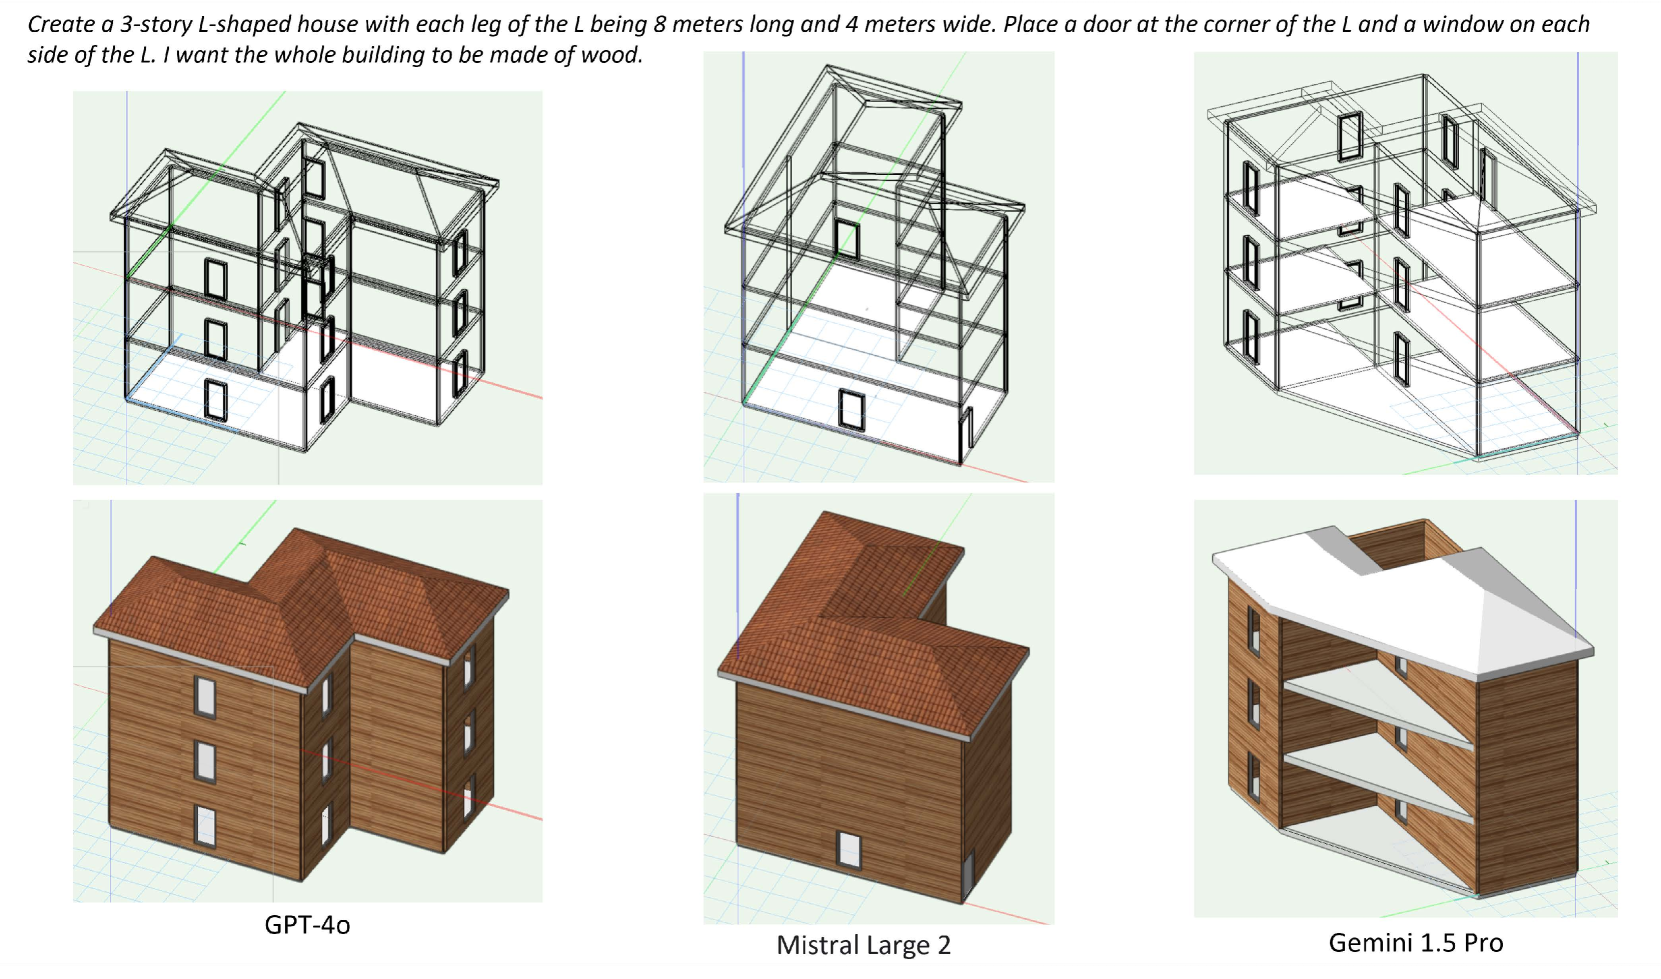 Create a 3-story L-shaped house with each leg of the L being 8 meters long and 4 meters wide. Place a door at the corner of the L and a window on each
side of the L. I want the whole building to be made of wood.
GPT-4o
Mistral Large 2
Gemini 1.5 Pro